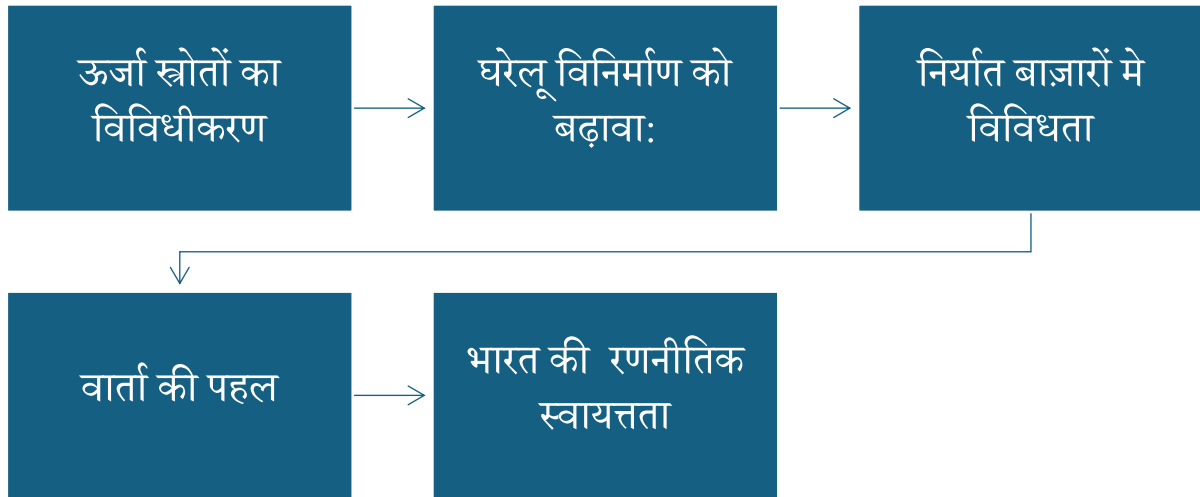 ऊर्जा स्त्रोतों का
विविधीकरण
घरेलू विनिर्माण को
बढ़ावा:
निर्यात बाज़ारों मे
विविधता
वार्ता की पहल
भारत की  रणनीतिक
स्वायत्तता